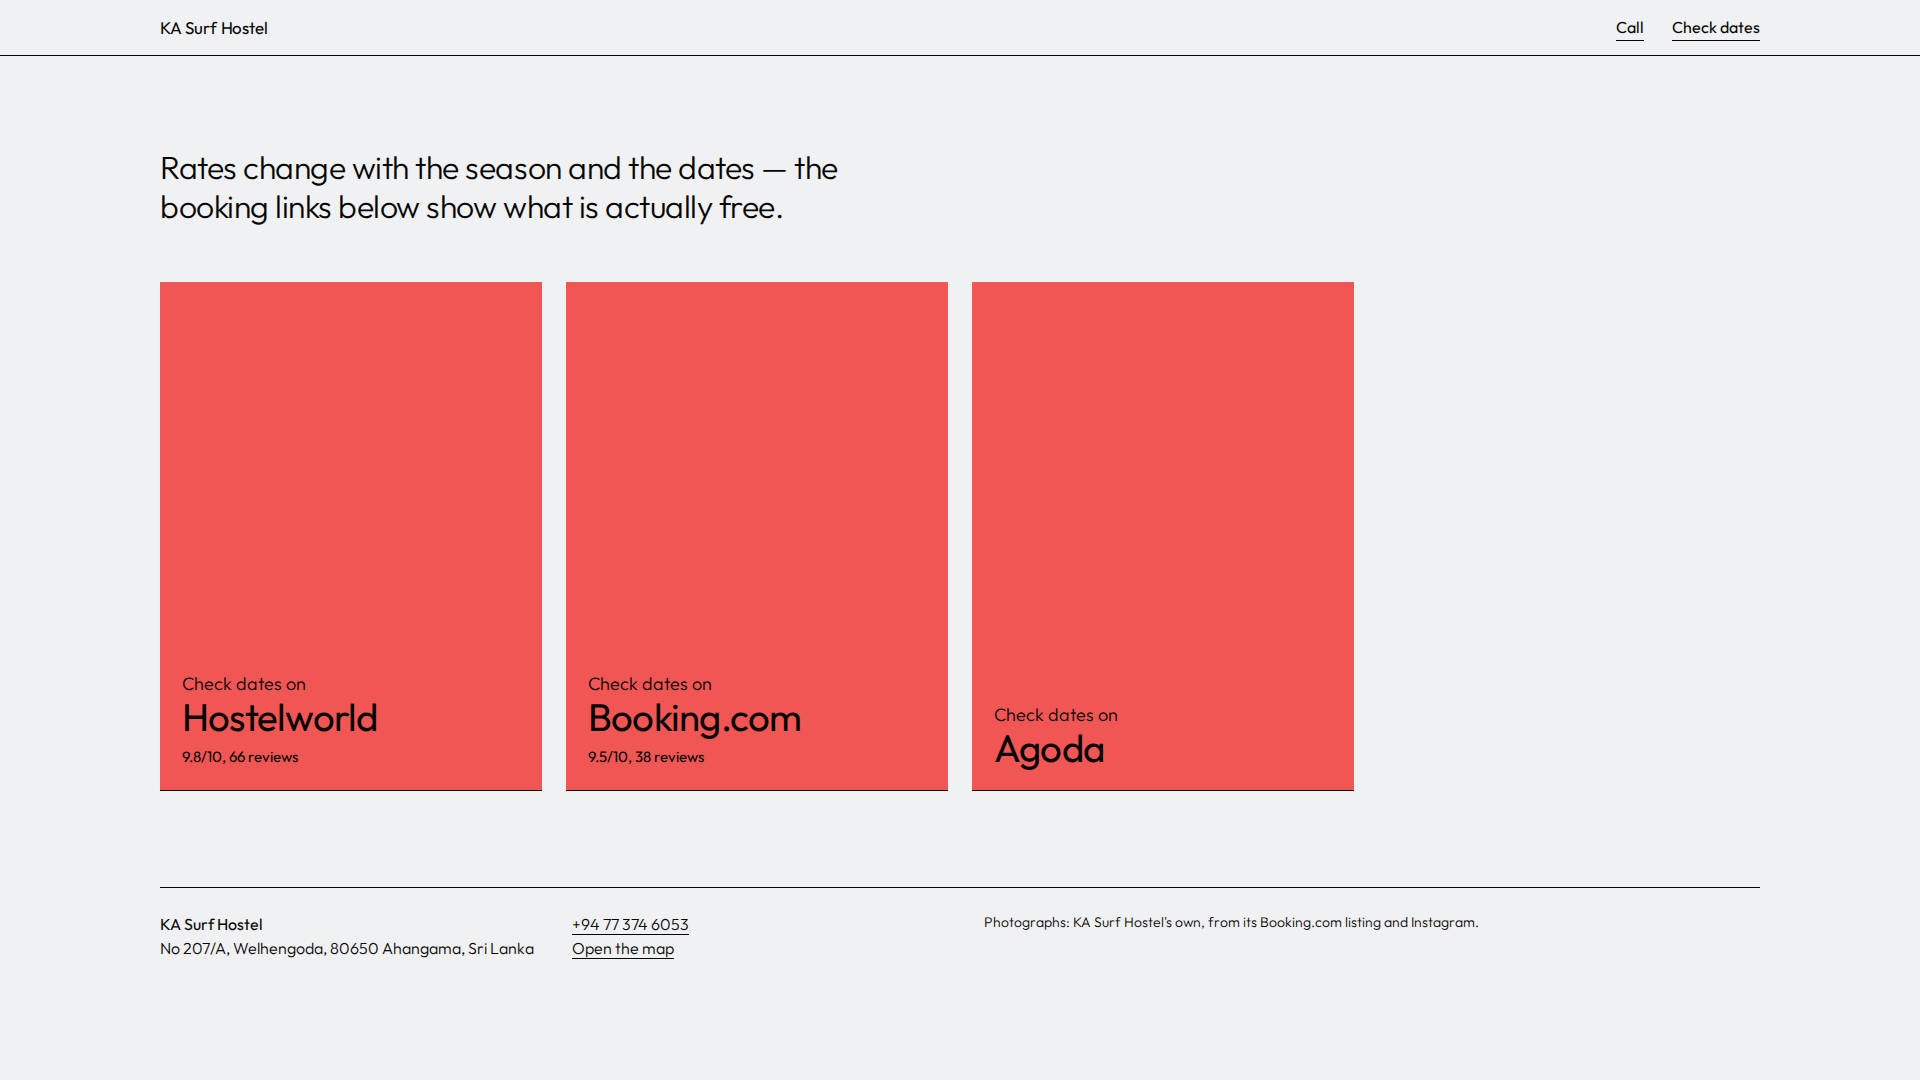 KA Surf Hostel
Call
Check dates
Rates change with the season and the dates — the
booking links below show what is actually free.
Check dates on
Hostelworld
9.8/10, 66 reviews
Check dates on
Booking.com
9.5/10, 38 reviews
Check dates on
Agoda
KA Surf Hostel
No 207/A, Welhengoda, 80650 Ahangama, Sri Lanka
+94 77 374 6053
Open the map
Photographs: KA Surf Hostel's own, from its Booking.com listing and Instagram.